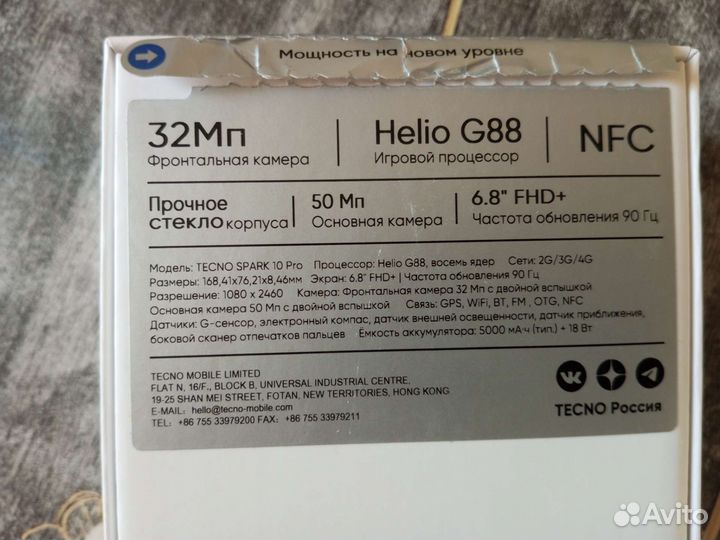 Мощность на новом уровне
32Мп
Фронтальная камера
Helio G88
Игровой процессор
NFC
Прочное
стекло корпуса
50 Мп
Основная камера
6.8" FHD+
Частота обновления 90 Гц
Модель: TECNO SPARK 10 Pro Процессор: Helio G88, восемь ядер Сети: 2G/3G/4G
Размеры: 168,41x76,21x8,46мм Экран: 6.8" FHD+ | Частота обновления 90 Гц
Разрешение: 1080 x 2460 Камера: Фронтальная камера 32 Мп с двойной вспышкой
Основная камера 50 Мп с двойной вспышкой Связь: GPS, WiFi, BT, FM , OTG, NFC
Датчики: G-сенсор, электронный компас, датчик внешней освещенности, датчик приближения,
боковой сканер отпечатков пальцев Емкость аккумулятора: 5000 мА·ч (тип.) + 18 Вт
TECNO MOBILE LIMITED
FLAT N, 16/F., BLOCK B, UNIVERSAL INDUSTRIAL CENTRE,
19-25 SHAN MEI STREET, FOTAN, NEW TERRITORIES, HONG KONG
E-MAIL: hello@tecno-mobile.com
TEL: +86 755 33979200 FAX: +86 755 33979211
TECNO Россия
Avito